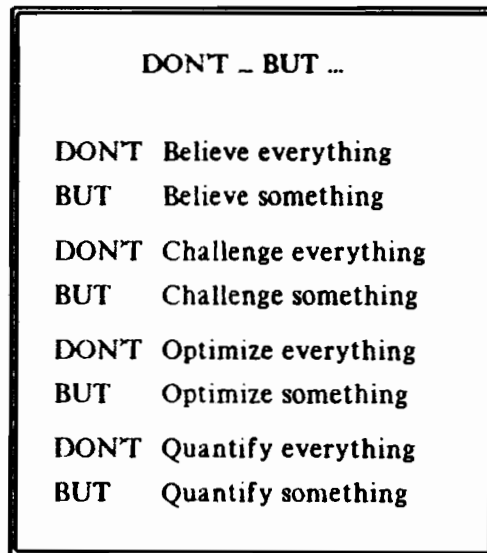 DON'T – BUT ...
DON'T Believe everything
BUT Believe something
DON'T Challenge everything
BUT Challenge something
DON'T Optimize everything
BUT Optimize something
DON'T Quantify everything
BUT Quantify something